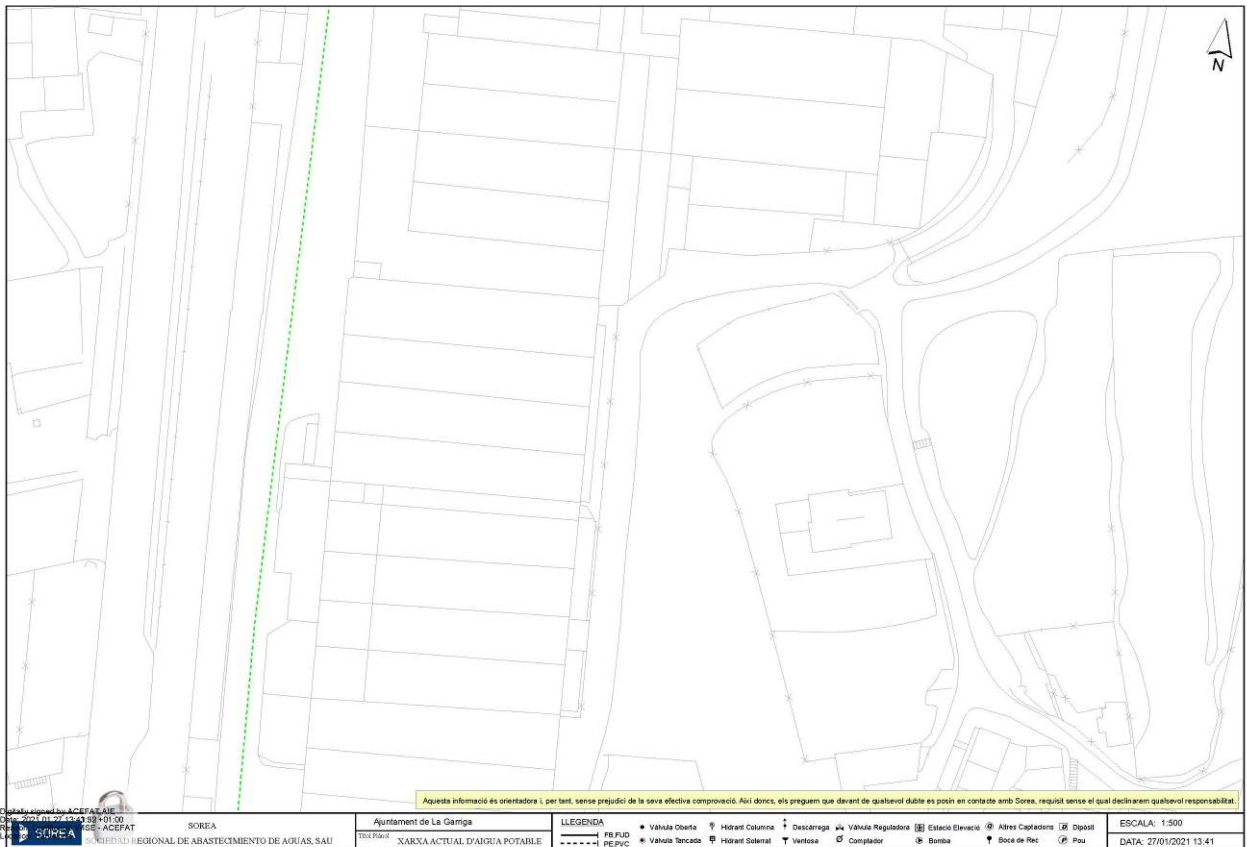 N
Aquesta informació és orientadora i, per tant, sense prejudici de la seva efectiva comprovació. Així doncs, els preguem que davant de qualsevol dubte es posin en contacte amb Sorea, requisit sense el qual declinarem qualsevol responsabilitat.
Digitally signed by ACEFAT, AIE
Date: 2021.01.27 13:43:52 +01:00
ACEFAT
SOREA
SOREA
SOCIEDAD REGIONAL DE ABASTECIMIENTO DE AGUAS, SAU
Ajuntament de La Garriga
Títol Plànol
XARXA ACTUAL D'AIGUA POTABLE
LLEGENDA
FB,FUD
PE,PVC
Vàlvula Oberta
Hidrant Columna
Descàrrega
Vàlvula Reguladora
Estació Elevació
Altres Captacions
Dipòsit
Vàlvula Tancada
Hidrant Soterrat
Ventosa
Comptador
Bomba
Boca de Rec
Pou
ESCALA: 1:500
DATA: 27/01/2021 13:41